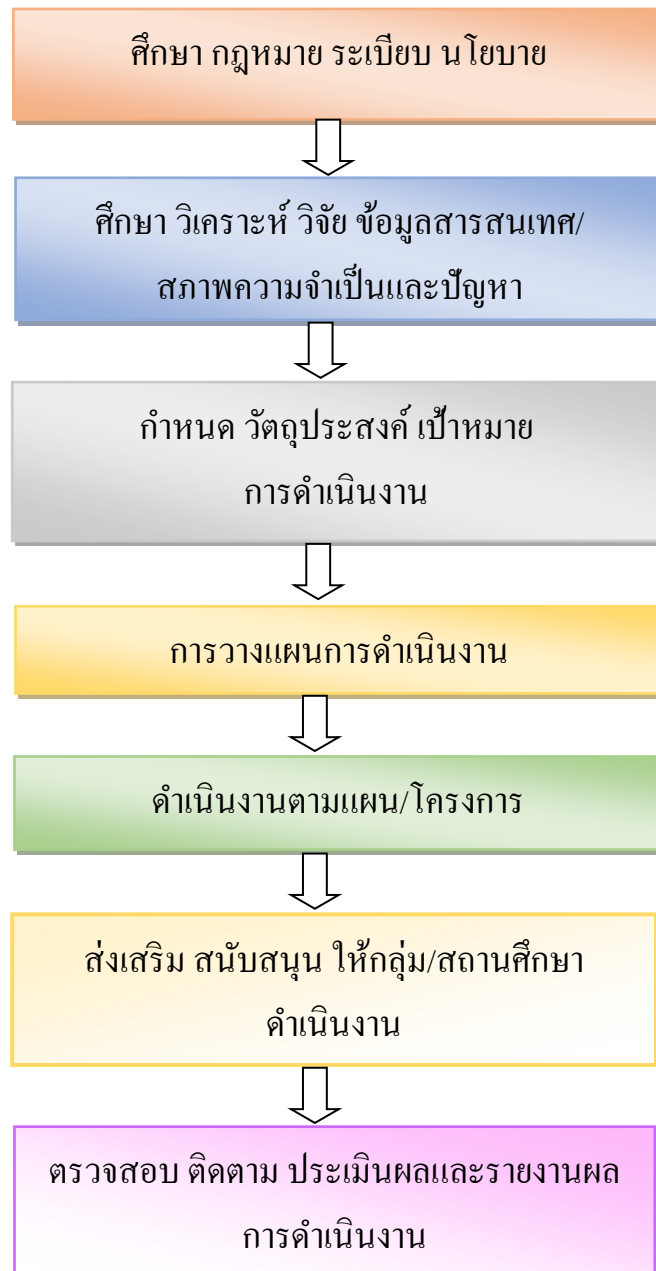 ศึกษา กฎหมาย ระเบียบ นโยบาย
ศึกษา วิเคราะห์ วิจัย ข้อมูลสารสนเทศ/
สภาพความจำเป็นและปัญหา
กำหนด วัตถุประสงค์ เป้าหมาย
การดำเนินงาน
การวางแผนการดำเนินงาน
ดำเนินงานตามแผน/โครงการ
ส่งเสริม สนับสนุน ให้กลุ่ม/สถานศึกษา
ดำเนินงาน
ตรวจสอบ ติดตาม ประเมินผลและรายงานผล
การดำเนินงาน